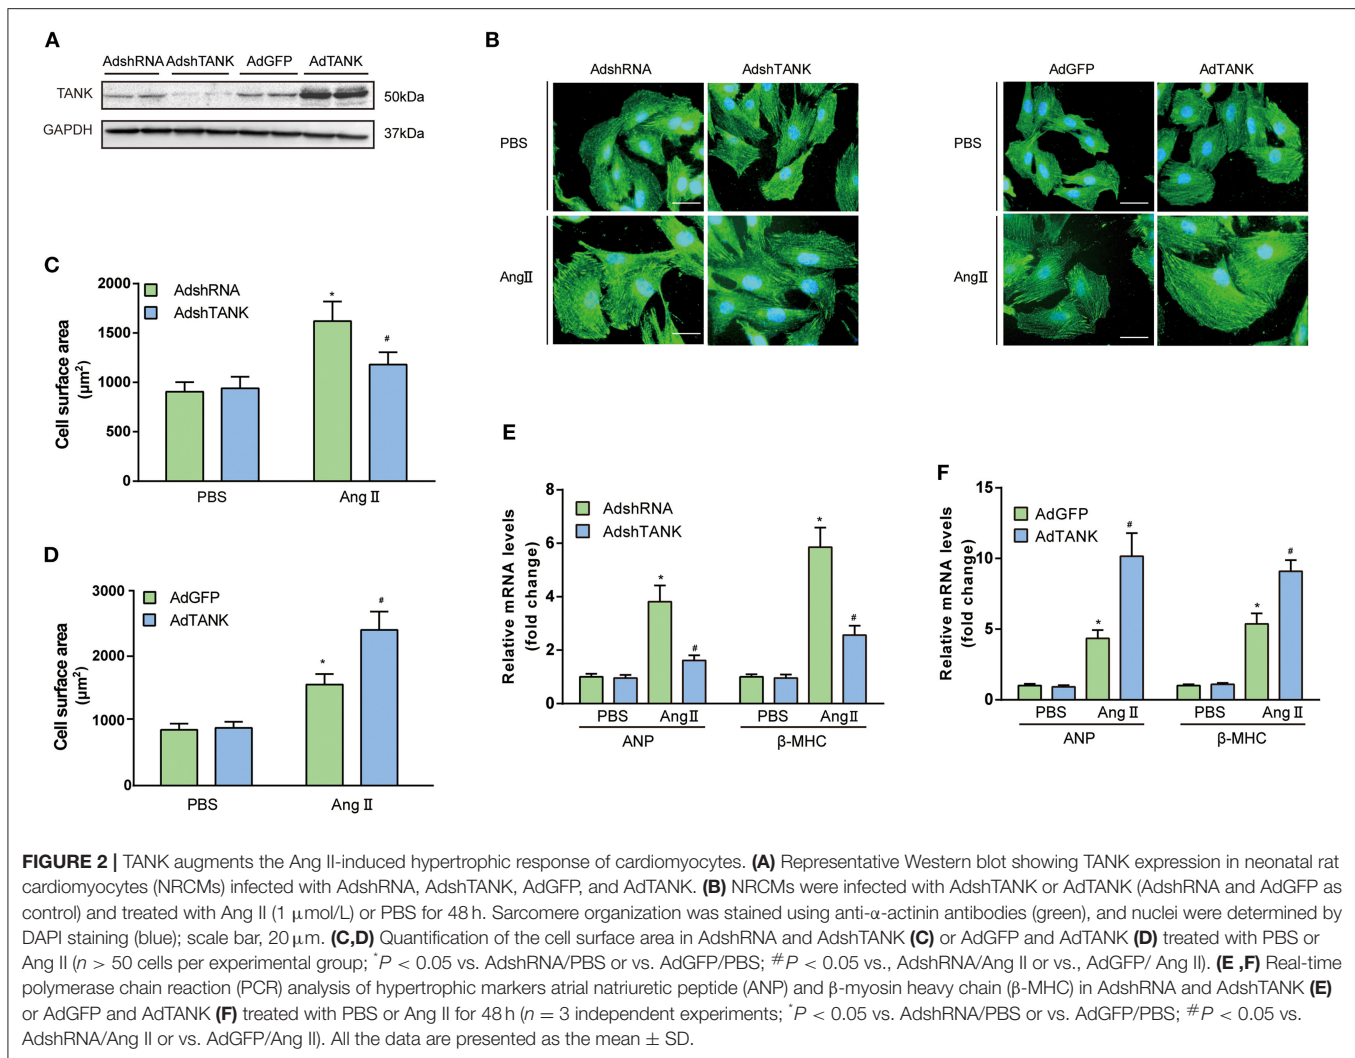 A
AdshRNA AdshTANK AdGFP AdTANK
TANK 50kDa
GAPDH 37kDa
B
AdshRNA AdshTANK AdGFP AdTANK
PBS PBS
AngⅡ AngⅡ
C
Cell surface area
(μm²)
2000
1500
1000
500
0
AdshRNA
AdshTANK
*
#
PBS Ang Ⅱ
D
Cell surface area
(μm²)
3000
2000
1000
0
AdGFP
AdTANK
*
#
PBS Ang Ⅱ
E
Relative mRNA levels
(fold change)
8
6
4
2
0
AdshRNA
AdshTANK
*
#
*
#
PBS AngⅡ PBS AngⅡ
ANP β-MHC
F
Relative mRNA levels
(fold change)
15
10
5
0
AdGFP
AdTANK
*
#
*
#
PBS Ang Ⅱ PBS Ang Ⅱ
ANP β-MHC
FIGURE 2 | TANK augments the Ang II-induced hypertrophic response of cardiomyocytes. (A) Representative Western blot showing TANK expression in neonatal rat
cardiomyocytes (NRCMs) infected with AdshRNA, AdshTANK, AdGFP, and AdTANK. (B) NRCMs were infected with AdshTANK or AdTANK (AdshRNA and AdGFP as
control) and treated with Ang II (1 μmol/L) or PBS for 48 h. Sarcomere organization was stained using anti-α-actinin antibodies (green), and nuclei were determined by
DAPI staining (blue); scale bar, 20 μm. (C,D) Quantification of the cell surface area in AdshRNA and AdshTANK (C) or AdGFP and AdTANK (D) treated with PBS or
Ang II (n > 50 cells per experimental group; *P < 0.05 vs. AdshRNA/PBS or vs. AdGFP/PBS; #P < 0.05 vs., AdshRNA/Ang II or vs., AdGFP/ Ang II). (E ,F) Real-time
polymerase chain reaction (PCR) analysis of hypertrophic markers atrial natriuretic peptide (ANP) and β-myosin heavy chain (β-MHC) in AdshRNA and AdshTANK (E)
or AdGFP and AdTANK (F) treated with PBS or Ang II for 48 h (n = 3 independent experiments; *P < 0.05 vs. AdshRNA/PBS or vs. AdGFP/PBS; #P < 0.05 vs.
AdshRNA/Ang II or vs. AdGFP/Ang II). All the data are presented as the mean ± SD.